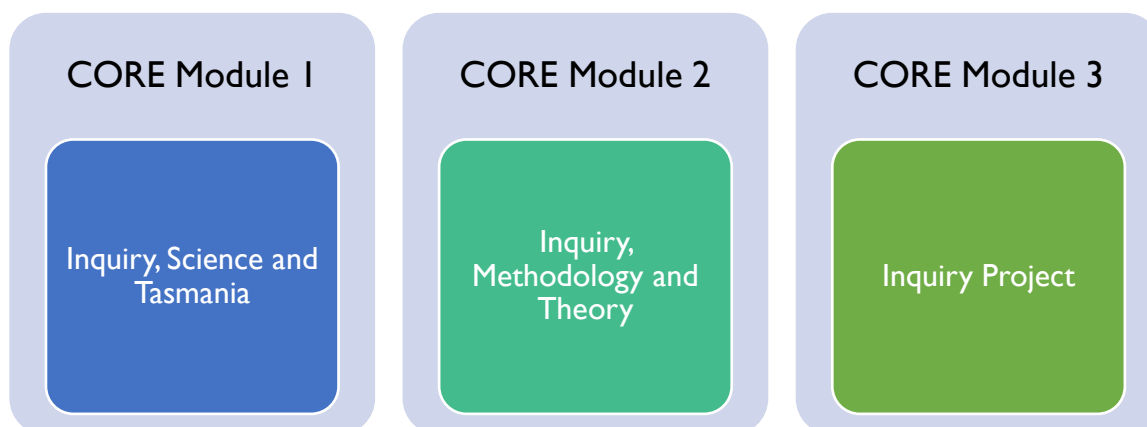 CORE Module 1
Inquiry, Science and
Tasmania
CORE Module 2
Inquiry,
Methodology and
Theory
CORE Module 3
Inquiry Project